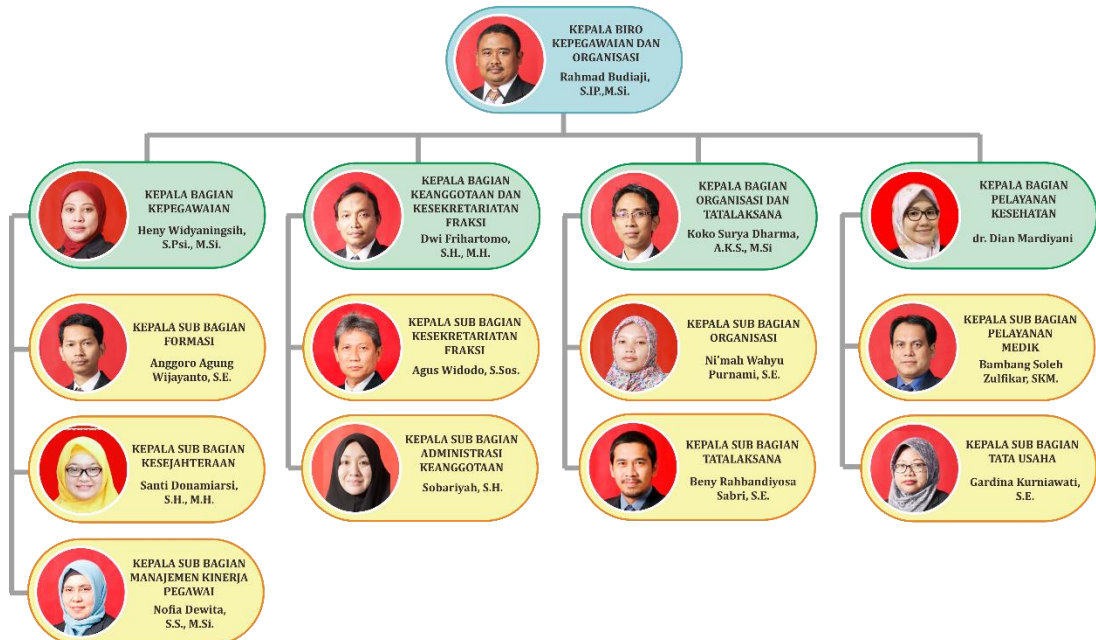 KEPALA BIRO
KEPEGAWAIAN DAN
ORGANISASI
Rahmad Budiaji,
S.IP.,M.Si.
KEPALA BAGIAN
KEPEGAWAIAN
Heny Widyaningsih,
S.Psi., M.Si.
KEPALA BAGIAN
KEANGGOTAAN DAN
KESEKRETARIATAN
FRAKSI
Dwi Frihartomo,
S.H., M.H.
KEPALA BAGIAN
ORGANISASI DAN
TATALAKSANA
Koko Surya Dharma,
A.K.S., M.Si
KEPALA BAGIAN
PELAYANAN
KESEHATAN
dr. Dian Mardiyani
KEPALA SUB BAGIAN
FORMASI
Anggoro Agung
Wijayanto, S.E.
KEPALA SUB BAGIAN
KESEKRETARIATAN
FRAKSI
Agus Widodo, S.Sos.
KEPALA SUB BAGIAN
ORGANISASI
Ni'mah Wahyu
Purnami, S.E.
KEPALA SUB BAGIAN
PELAYANAN
MEDIK
Bambang Soleh
Zulfikar, SKM.
KEPALA SUB BAGIAN
KESEJAHTERAAN
Santi Donamiarsi,
S.H., M.H.
KEPALA SUB BAGIAN
ADMINISTRASI
KEANGGOTAAN
Sobariyah, S.H.
KEPALA SUB BAGIAN
TATALAKSANA
Beny Rahbandiyosa
Sabri, S.E.
KEPALA SUB BAGIAN
TATA USAHA
Gardina Kurniawati,
S.E.
KEPALA SUB BAGIAN
MANAJEMEN KINERJA
PEGAWAI
Nofia Dewita,
S.S., M.Si.